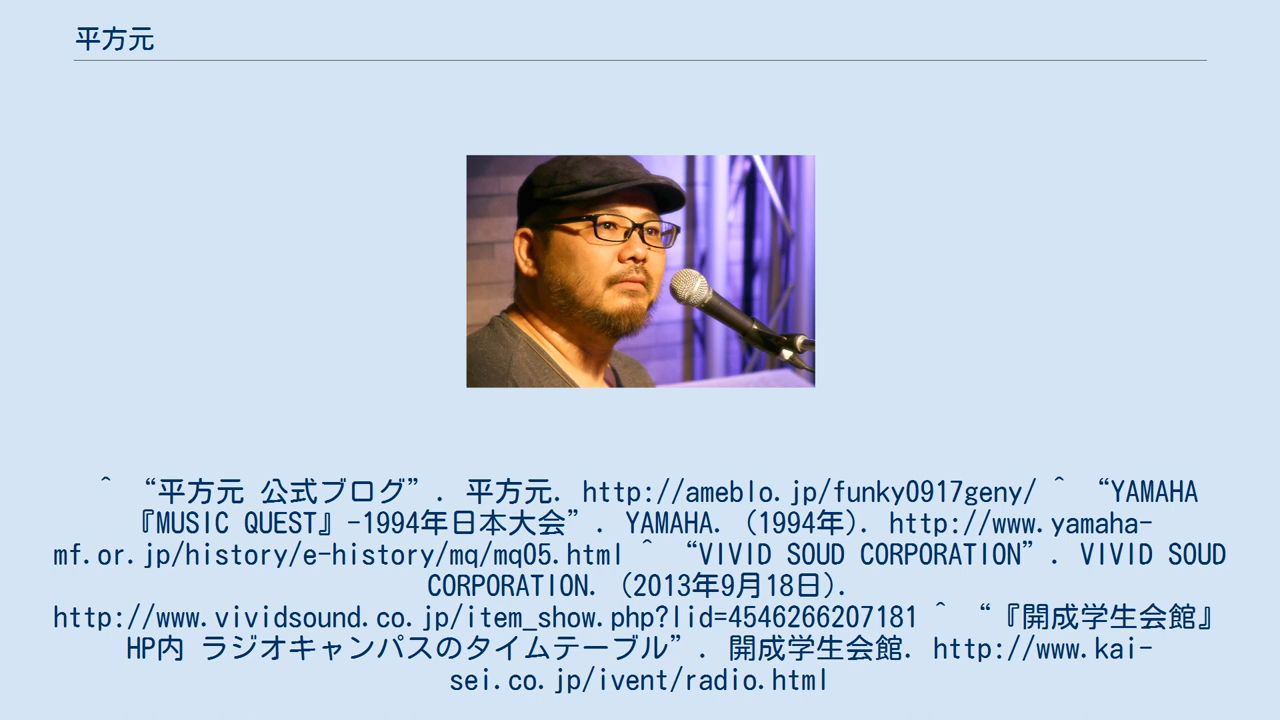 平方元
^ “平方元 公式ブログ”. 平方元. http://ameblo.jp/funky0917geny/ ^ “YAMAHA
『MUSIC QUEST』-1994年日本大会”. YAMAHA. (1994年). http://www.yamaha-
mf.or.jp/history/e-history/mq/mq05.html ^ “VIVID SOUD CORPORATION”. VIVID SOUD
CORPORATION. (2013年9月18日).
http://www.vividsound.co.jp/item_show.php?lid=4546266207181 ^ “『開成学生会館』
HP内 ラジオキャンパスのタイムテーブル”. 開成学生会館. http://www.kai-
sei.co.jp/ivent/radio.html